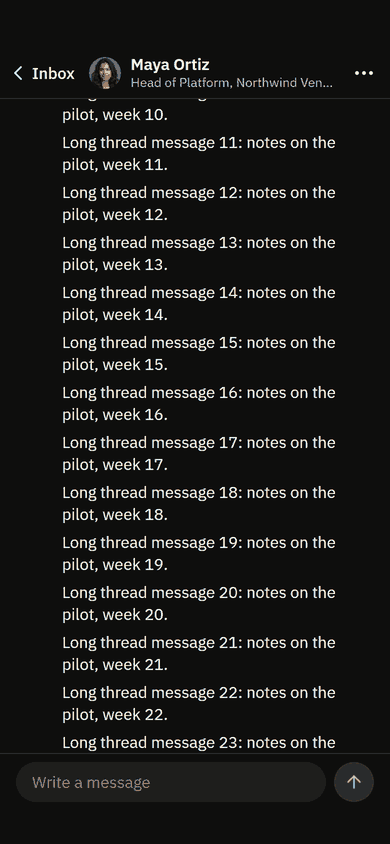 Inbox
Maya Ortiz
Head of Platform, Northwind Ven...
pilot, week 10.
Long thread message 11: notes on the
pilot, week 11.
Long thread message 12: notes on the
pilot, week 12.
Long thread message 13: notes on the
pilot, week 13.
Long thread message 14: notes on the
pilot, week 14.
Long thread message 15: notes on the
pilot, week 15.
Long thread message 16: notes on the
pilot, week 16.
Long thread message 17: notes on the
pilot, week 17.
Long thread message 18: notes on the
pilot, week 18.
Long thread message 19: notes on the
pilot, week 19.
Long thread message 20: notes on the
pilot, week 20.
Long thread message 21: notes on the
pilot, week 21.
Long thread message 22: notes on the
pilot, week 22.
Long thread message 23: notes on the
Write a message